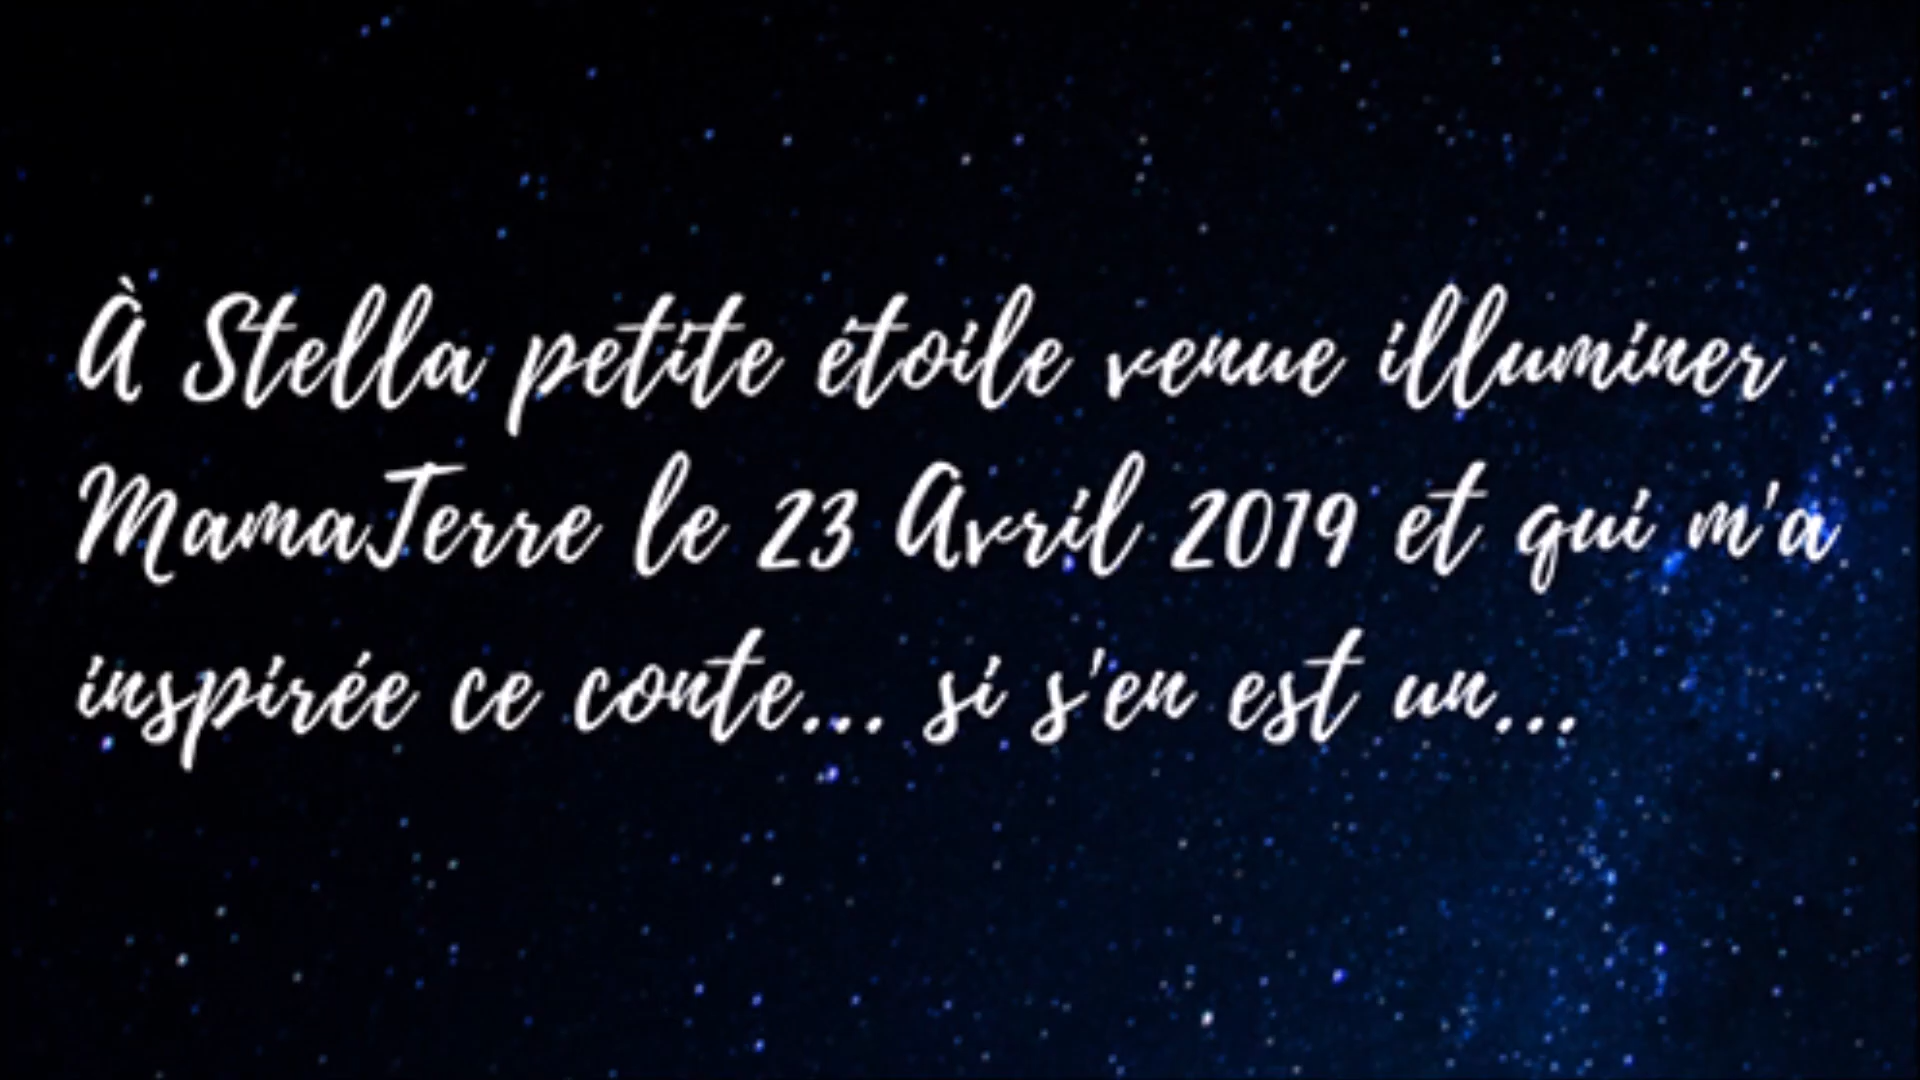 À Stella petite étoile venue illuminer
MamaTerre le 23 Avril 2019 et qui m'a
inspirée ce conte... si s'en est un...